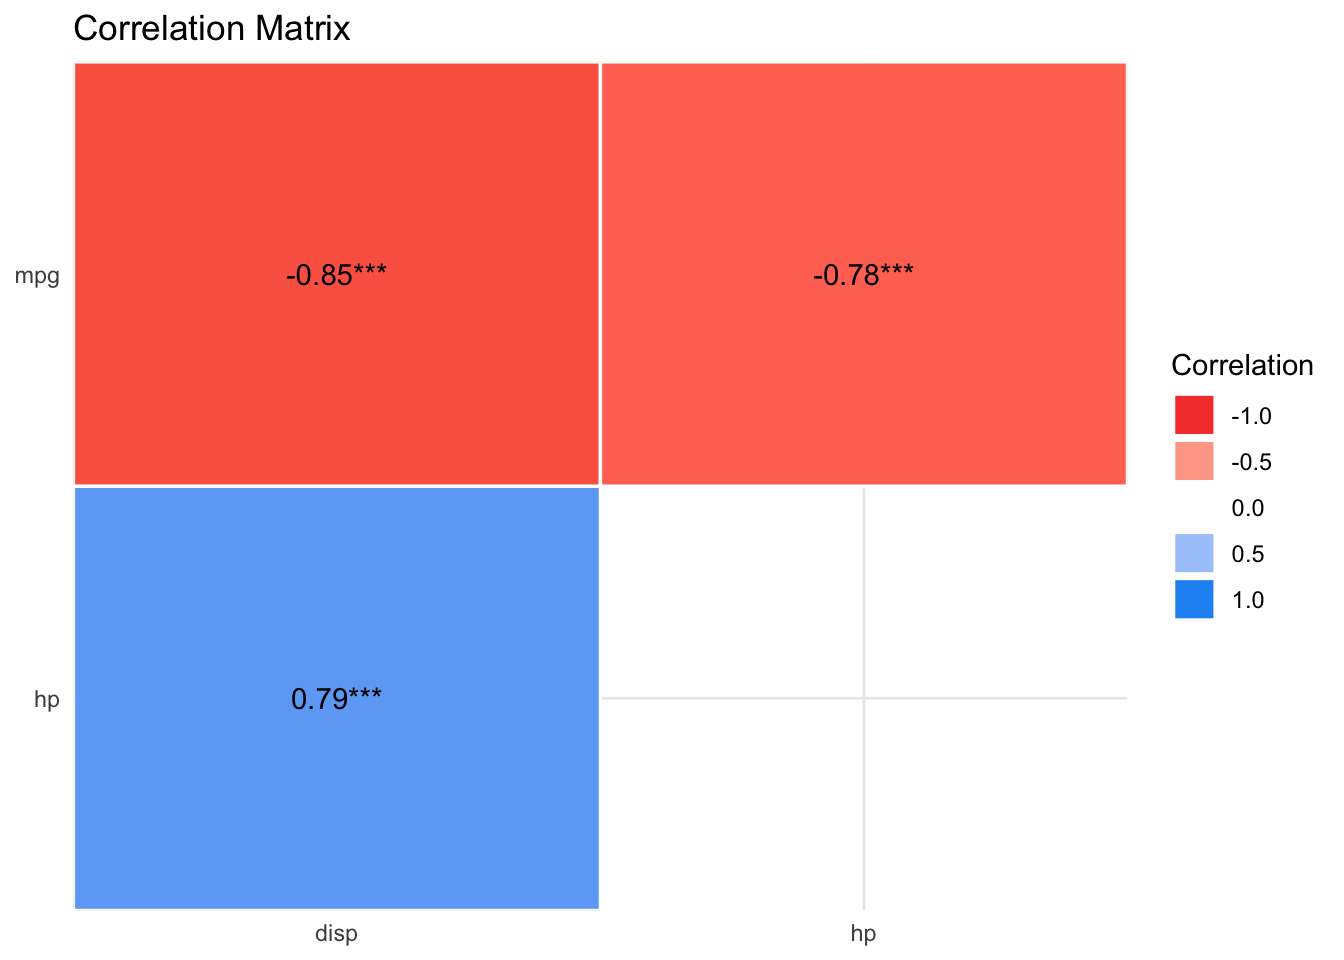 Correlation Matrix
mpg
-0.85***
-0.78***
hp
0.79***
disp
hp
Correlation
-1.0
-0.5
0.0
0.5
1.0